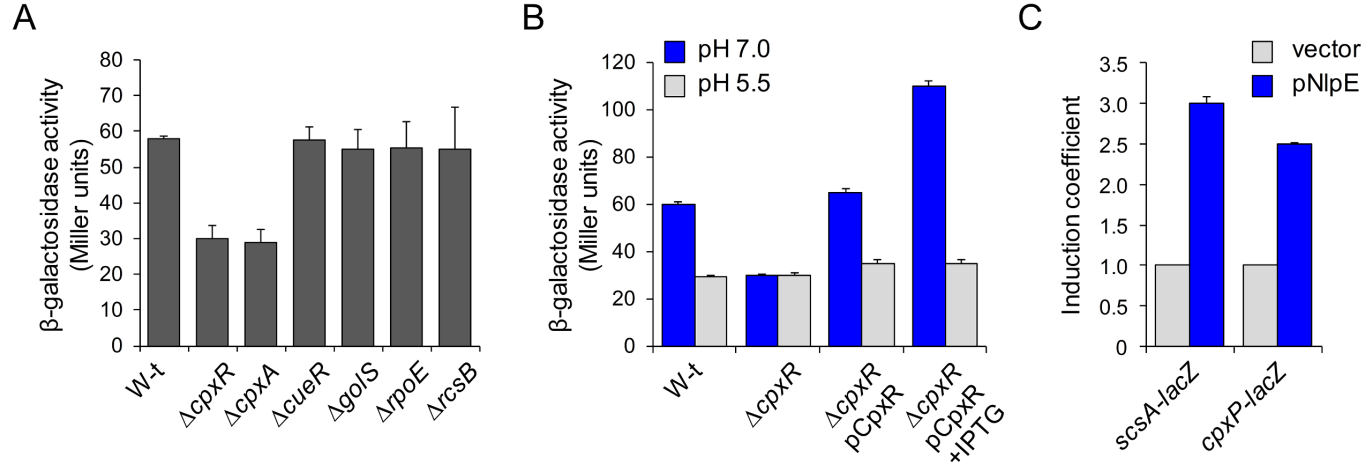 A
β-galactosidase activity
(Miller units)
80
70
60
50
40
30
20
10
0
W-t
ΔcpxR
ΔcpxA
ΔcueR
ΔgolS
ΔrpoE
ΔrcsB
B
pH 7.0
pH 5.5
β-galactosidase activity
(Miller units)
120
100
80
60
40
20
0
W-t
ΔcpxR
ΔcpxR
pCpxR
ΔcpxR
pCpxR
+IPTG
C
vector
pNlpE
Induction coefficient
3.5
3.0
2.5
2.0
1.5
1.0
0.5
0
scsA-lacZ
cpxP-lacZ